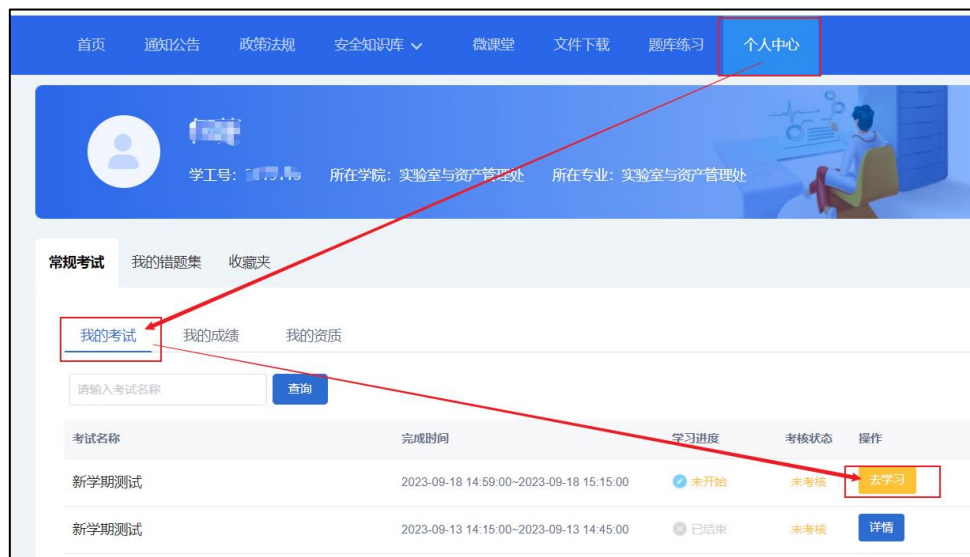 首页 通知公告 政策法规 安全知识库 微课堂 文件下载 题库练习 个人中心
学工号: 所在学院: 实验室与资产管理处 所在专业: 实验室与资产管理处
常规考试 我的错题集 收藏夹
我的考试 我的成绩 我的资质
请输入考试名称 查询
考试名称 完成时间 学习进度 考核状态 操作
新学期测试 2023-09-18 14:59:00~2023-09-18 15:15:00 未开始 未考核 去学习
新学期测试 2023-09-13 14:15:00~2023-09-13 14:45:00 已结束 未考核 详情